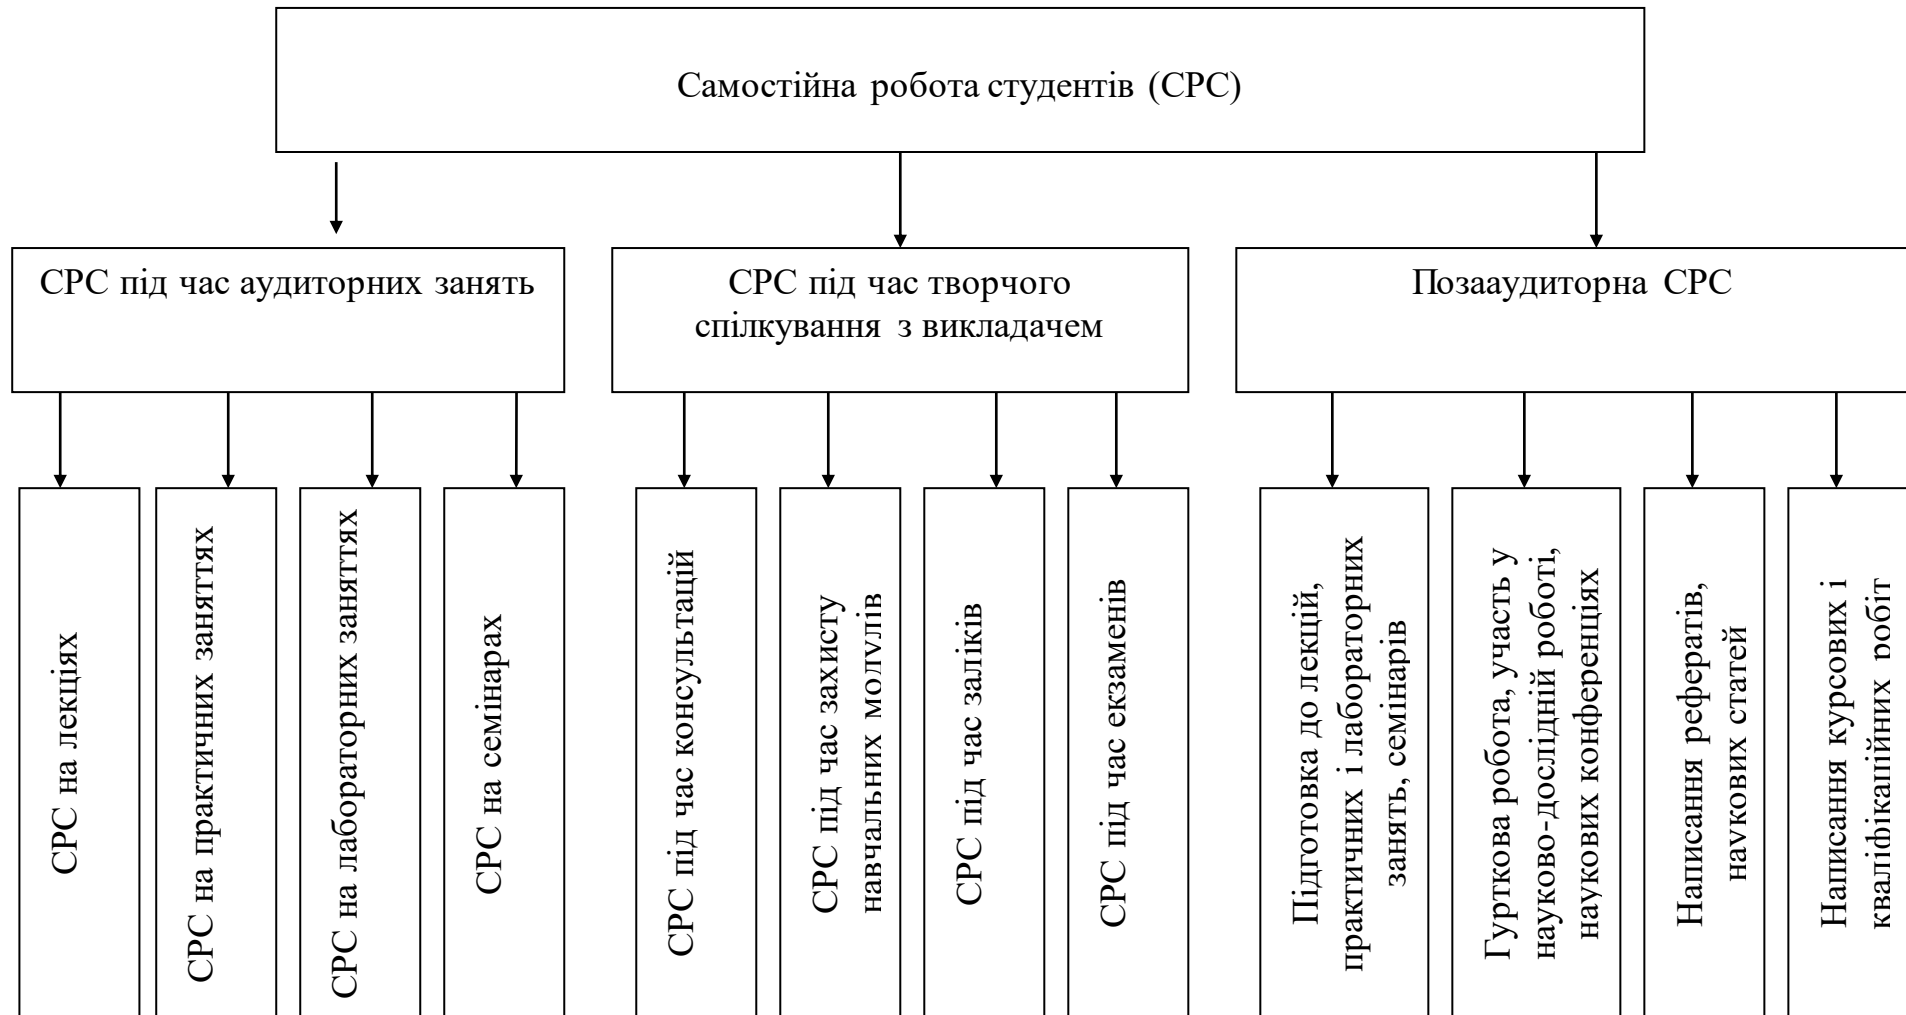 Самостійна робота студентів (СРС)
СРС під час аудиторних занять
СРС під час творчого
спілкування з викладачем
Позааудиторна СРС
СРС на лекціях
СРС на практичних заняттях
СРС на лабораторних заняттях
СРС на семінарах
СРС під час консультацій
СРС під час захисту
навчальних модулів
СРС під час заліків
СРС під час екзаменів
Підготовка до лекцій,
практичних і лабораторних
занять, семінарів
Гурткова робота, участь у
науково-дослідній роботі,
наукових конференціях
Написання рефератів,
наукових статей
Написання курсових і
кваліфікаційних робіт